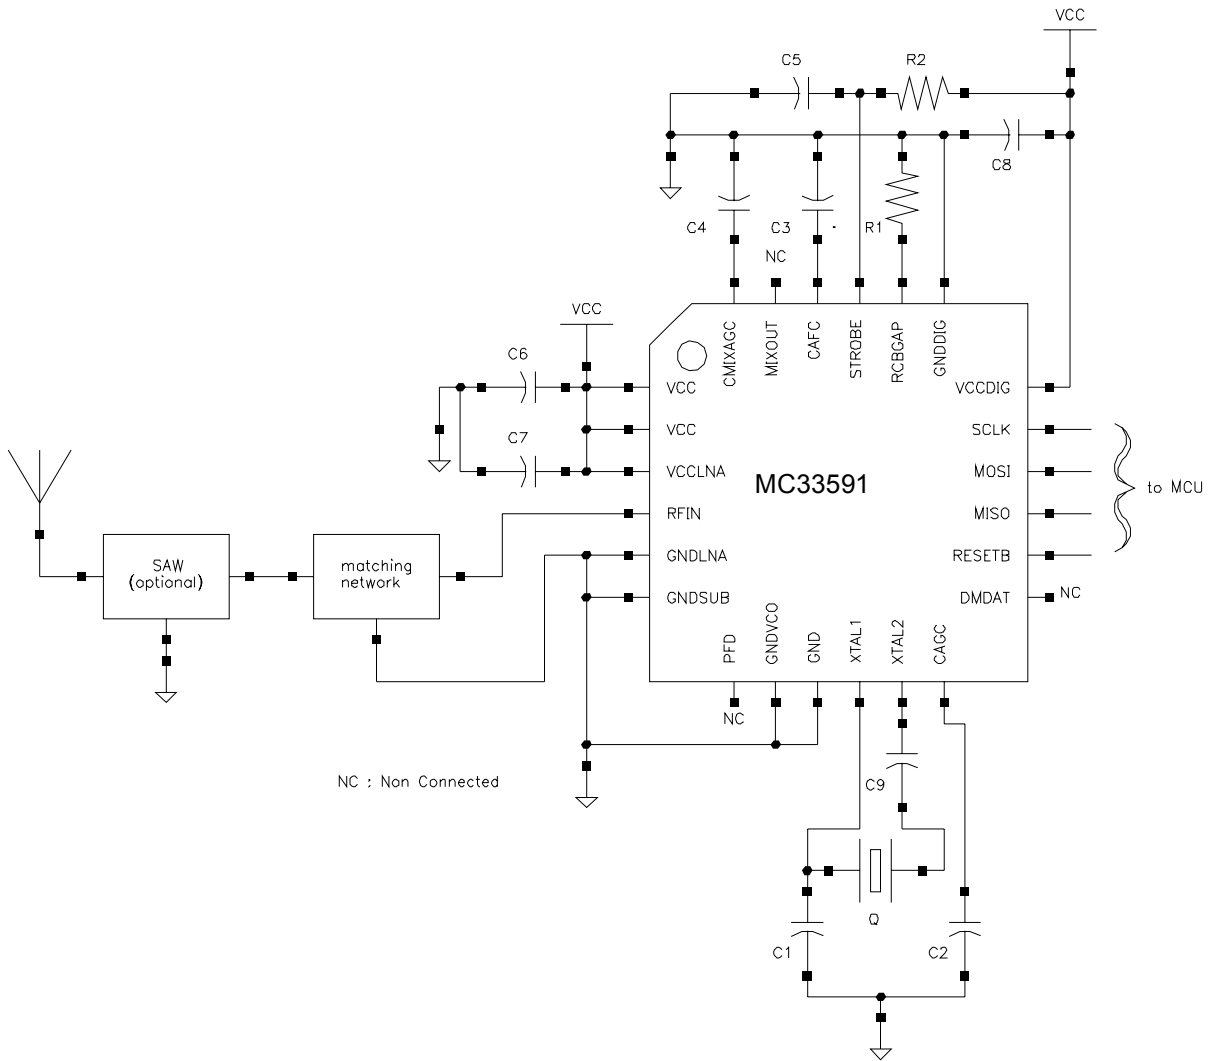 VCC
C5
R2
C8
C4
C3
R1
NC
VCC
C6
C7
CMIXAGC
MIXOUT
CAFC
STROBE
RCBGAP
GNDDIG
VCC
VCC
VCCLNA
RFIN
GNDLNA
GNDSUB
MC33591
VCCDIG
SCLK
MOSI
MISO
RESETB
DMDAT
NC
to MCU
SAW
(optional)
matching
network
PFD
GNDVCO
GND
XTAL1
XTAL2
CAGC
NC
NC : Non Connected
C9
Q
C1
C2